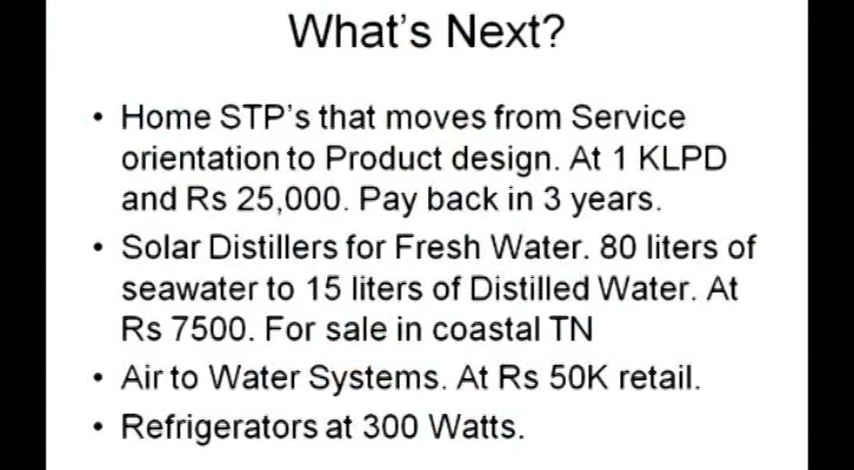 What's Next?
• Home STP's that moves from Service
orientation to Product design. At 1 KLPD
and Rs 25,000. Pay back in 3 years.
• Solar Distillers for Fresh Water. 80 liters of
seawater to 15 liters of Distilled Water. At
Rs 7500. For sale in coastal TN
• Air to Water Systems. At Rs 50K retail.
• Refrigerators at 300 Watts.